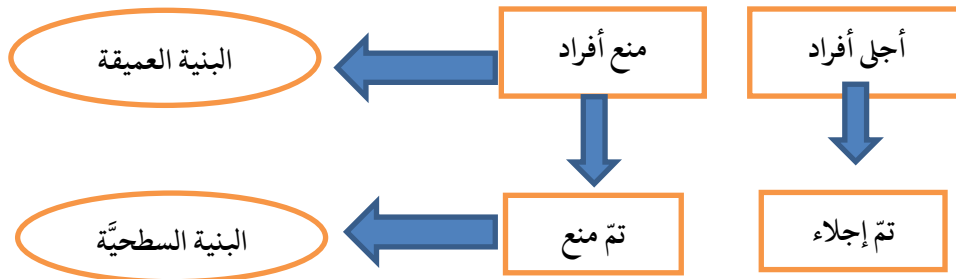 أجلى أفراد
منع أفراد
البنية العميقة
تمّ إجلاء
تمّ منع
البنية السطحيَّة